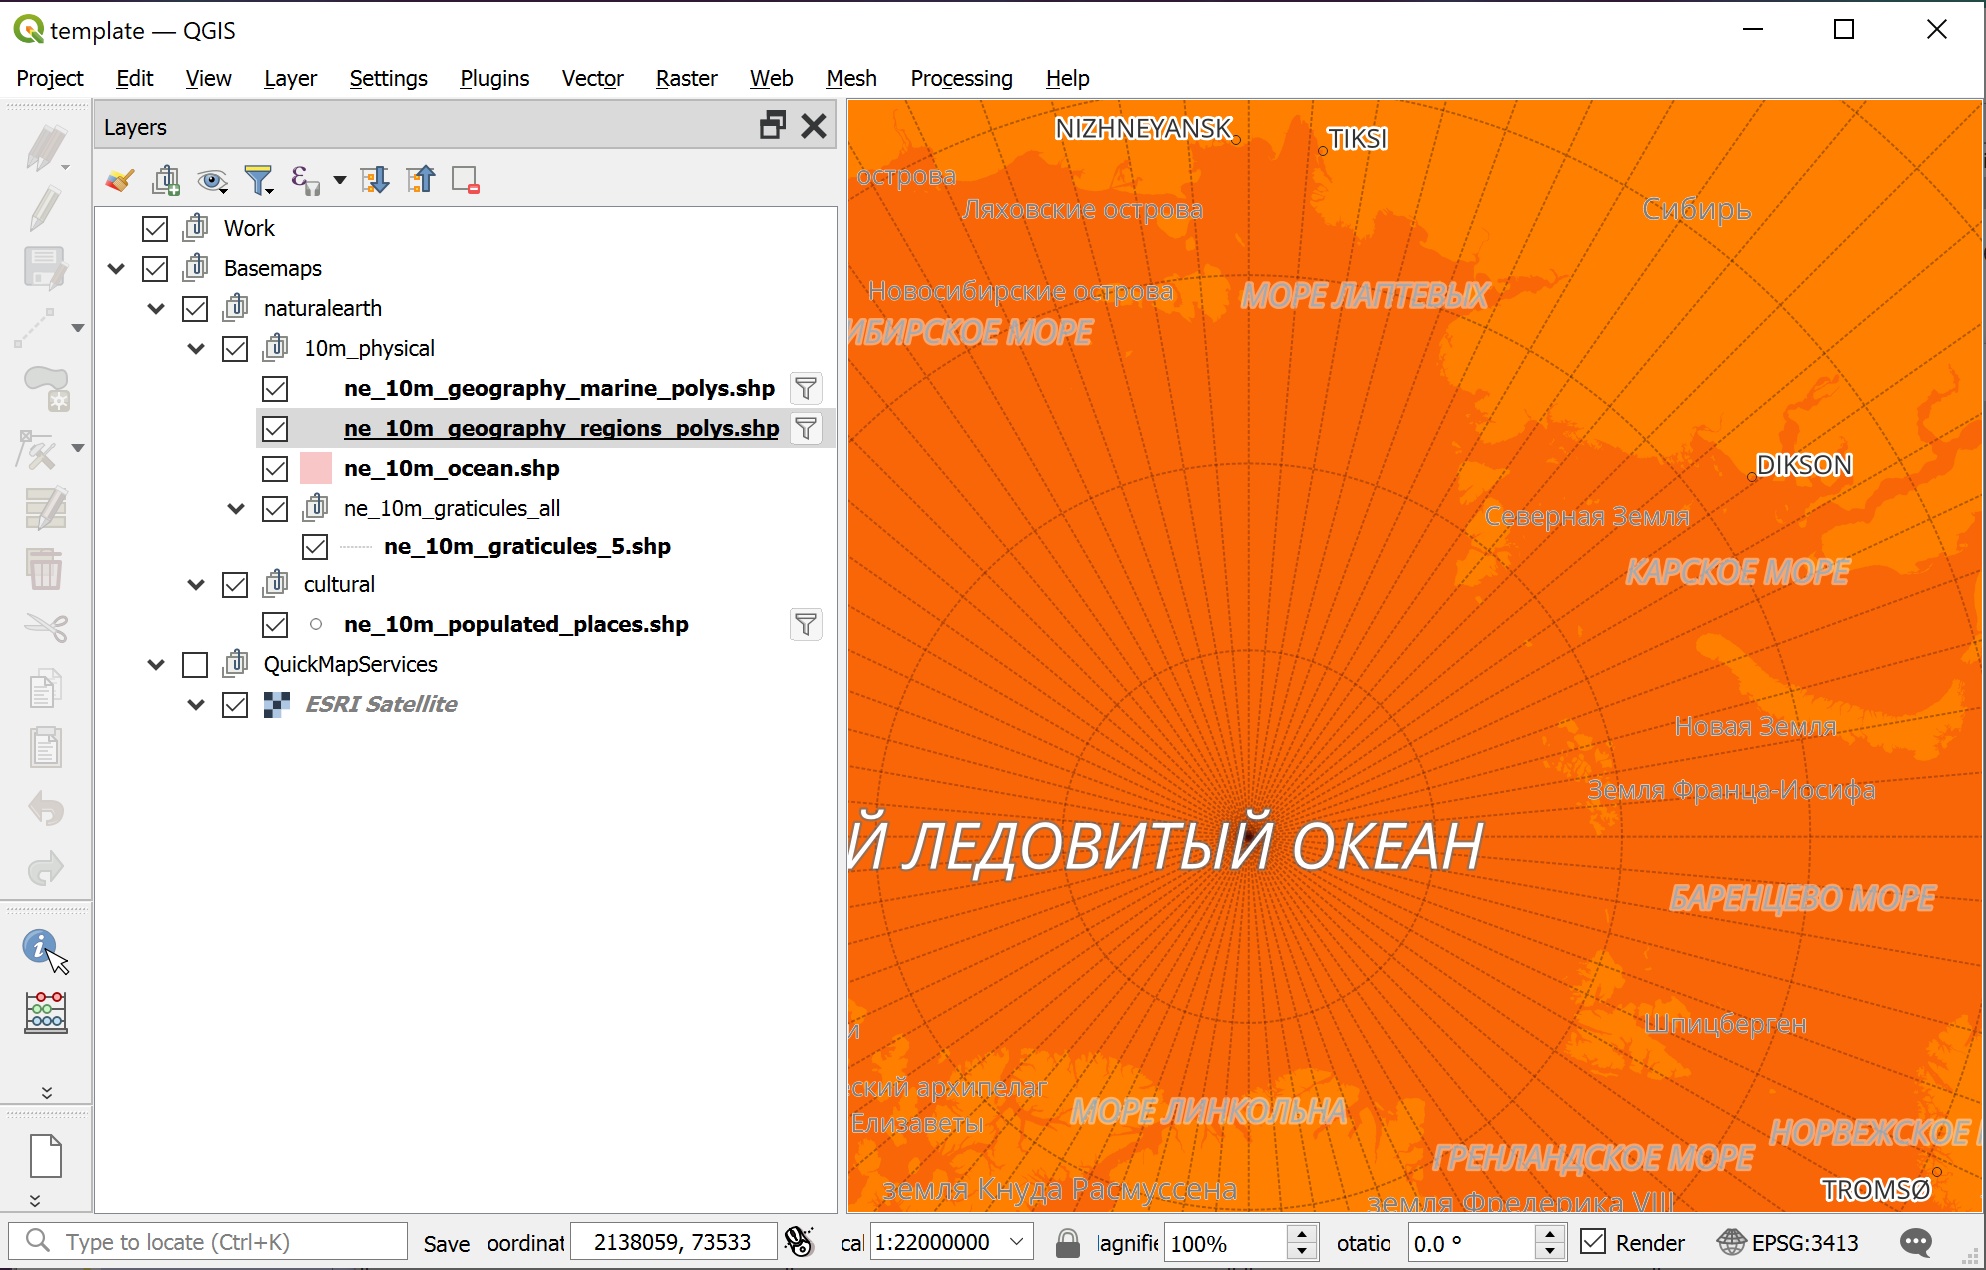 template — QGIS
Project Edit View Layer Settings Plugins Vector Raster Web Mesh Processing Help
Layers
Work
Basemaps
naturalearth
10m_physical
ne_10m_geography_marine_polys.shp
ne_10m_geography_regions_polys.shp
ne_10m_ocean.shp
ne_10m_graticules_all
ne_10m_graticules_5.shp
cultural
ne_10m_populated_places.shp
QuickMapServices
ESRI Satellite
NIZHNEYANSK
TIKSI
острова
Ляховские острова
Сибирь
Новосибирские острова
МОРЕ ЛАПТЕВЫХ
ИБИРСКОЕ МОРЕ
DIKSON
Северная Земля
КАРСКОЕ МОРЕ
Новая Земля
Земля Франца-Иосифа
Й ЛЕДОВИТЫЙ ОКЕАН
БАРЕНЦЕВО МОРЕ
и
Шпицберген
еский архипелаг
Елизаветы
МОРЕ ЛИНКОЛЬНА
НОРВЕЖСКОЕ
ГРЕНЛАНДСКОЕ МОРЕ
TROMSØ
земля Кнуда Расмуссена
земля Фредерика VIII
Type to locate (Ctrl+K) Save oordinat 2138059, 73533 cal 1:22000000 lagnifie 100% otatio 0.0 ° Render EPSG:3413